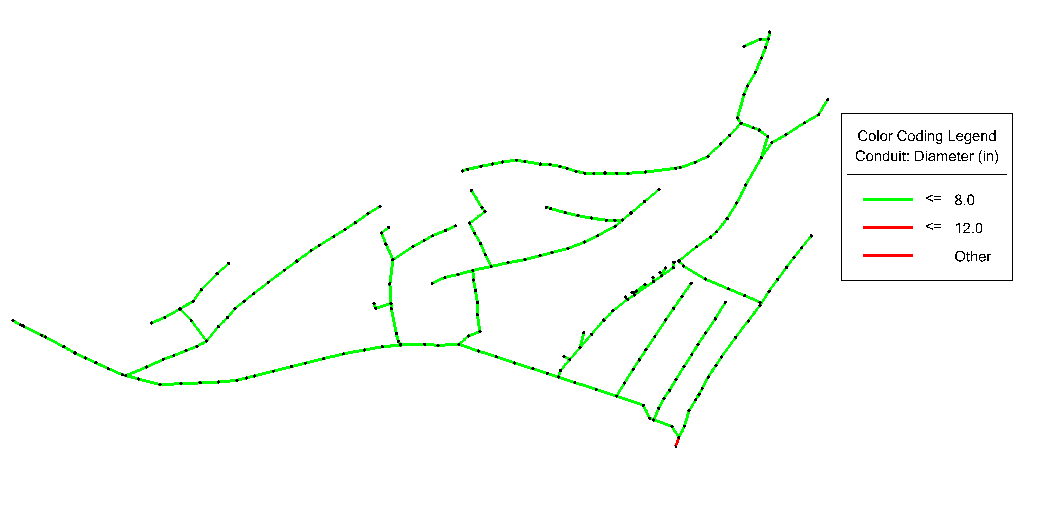 Color Coding Legend
Conduit: Diameter (in)
<= 8.0
<= 12.0
Other